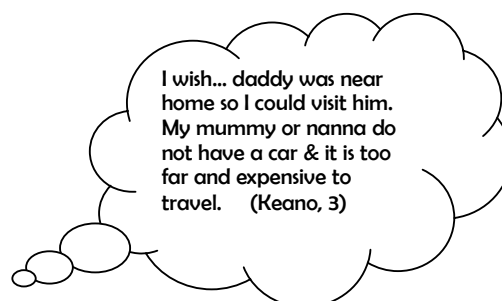 I wish... daddy was near
home so I could visit him.
My mummy or nanna do
not have a car & it is too
far and expensive to
travel. (Keano, 3)